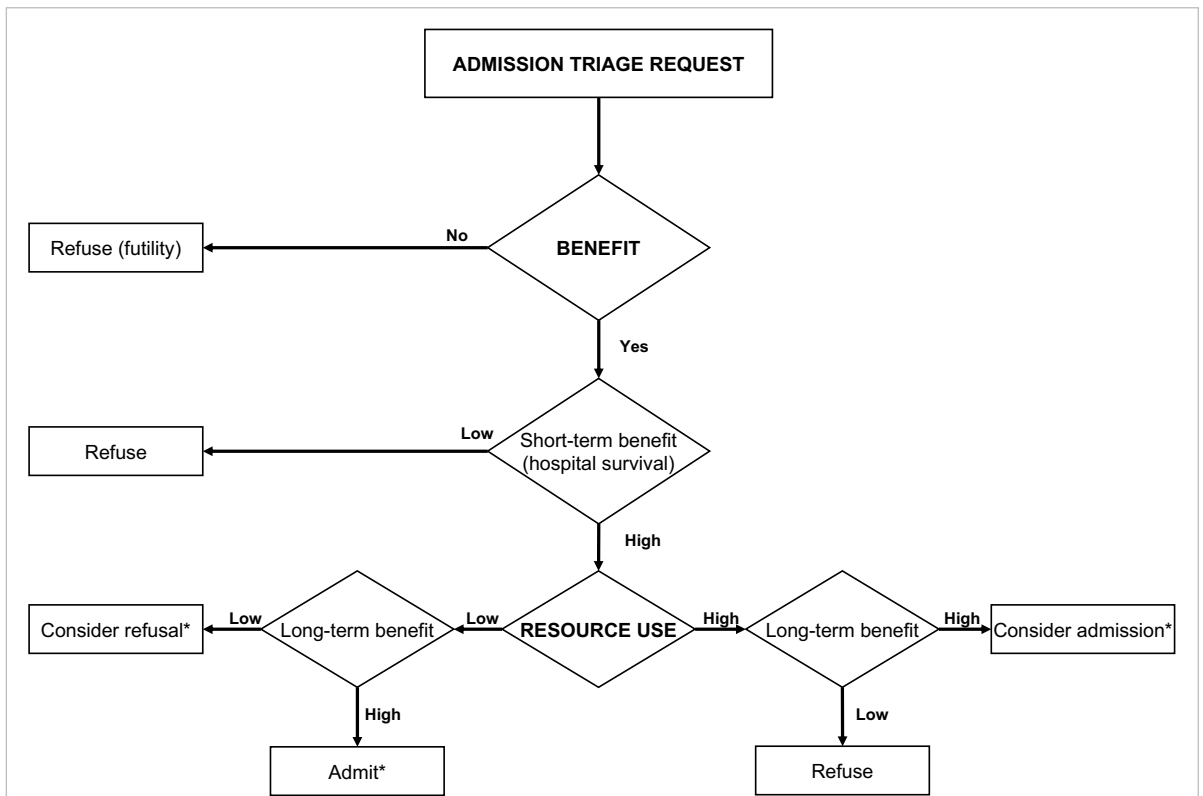 ADMISSION TRIAGE REQUEST
No
Refuse (futility)
BENEFIT
Yes
Low
Refuse
Short-term benefit
(hospital survival)
High
Consider refusal*
Low
Long-term benefit
Low
RESOURCE USE
High
Long-term benefit
High
Consider admission*
High
Low
Admit*
Refuse